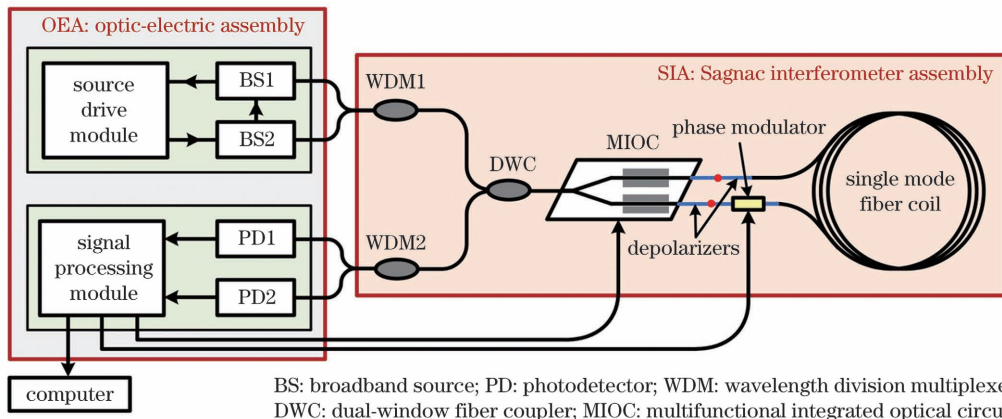 OEA: optic-electric assembly
source
drive
module
BS1
BS2
signal
processing
module
PD1
PD2
computer
SIA: Sagnac interferometer assembly
WDM1
WDM2
DWC
MIOC
phase modulator
depolarizers
single mode
fiber coil
BS: broadband source; PD: photodetector; WDM: wavelength division multiplexe
DWC: dual-window fiber coupler; MIOC: multifunctional integrated optical circu